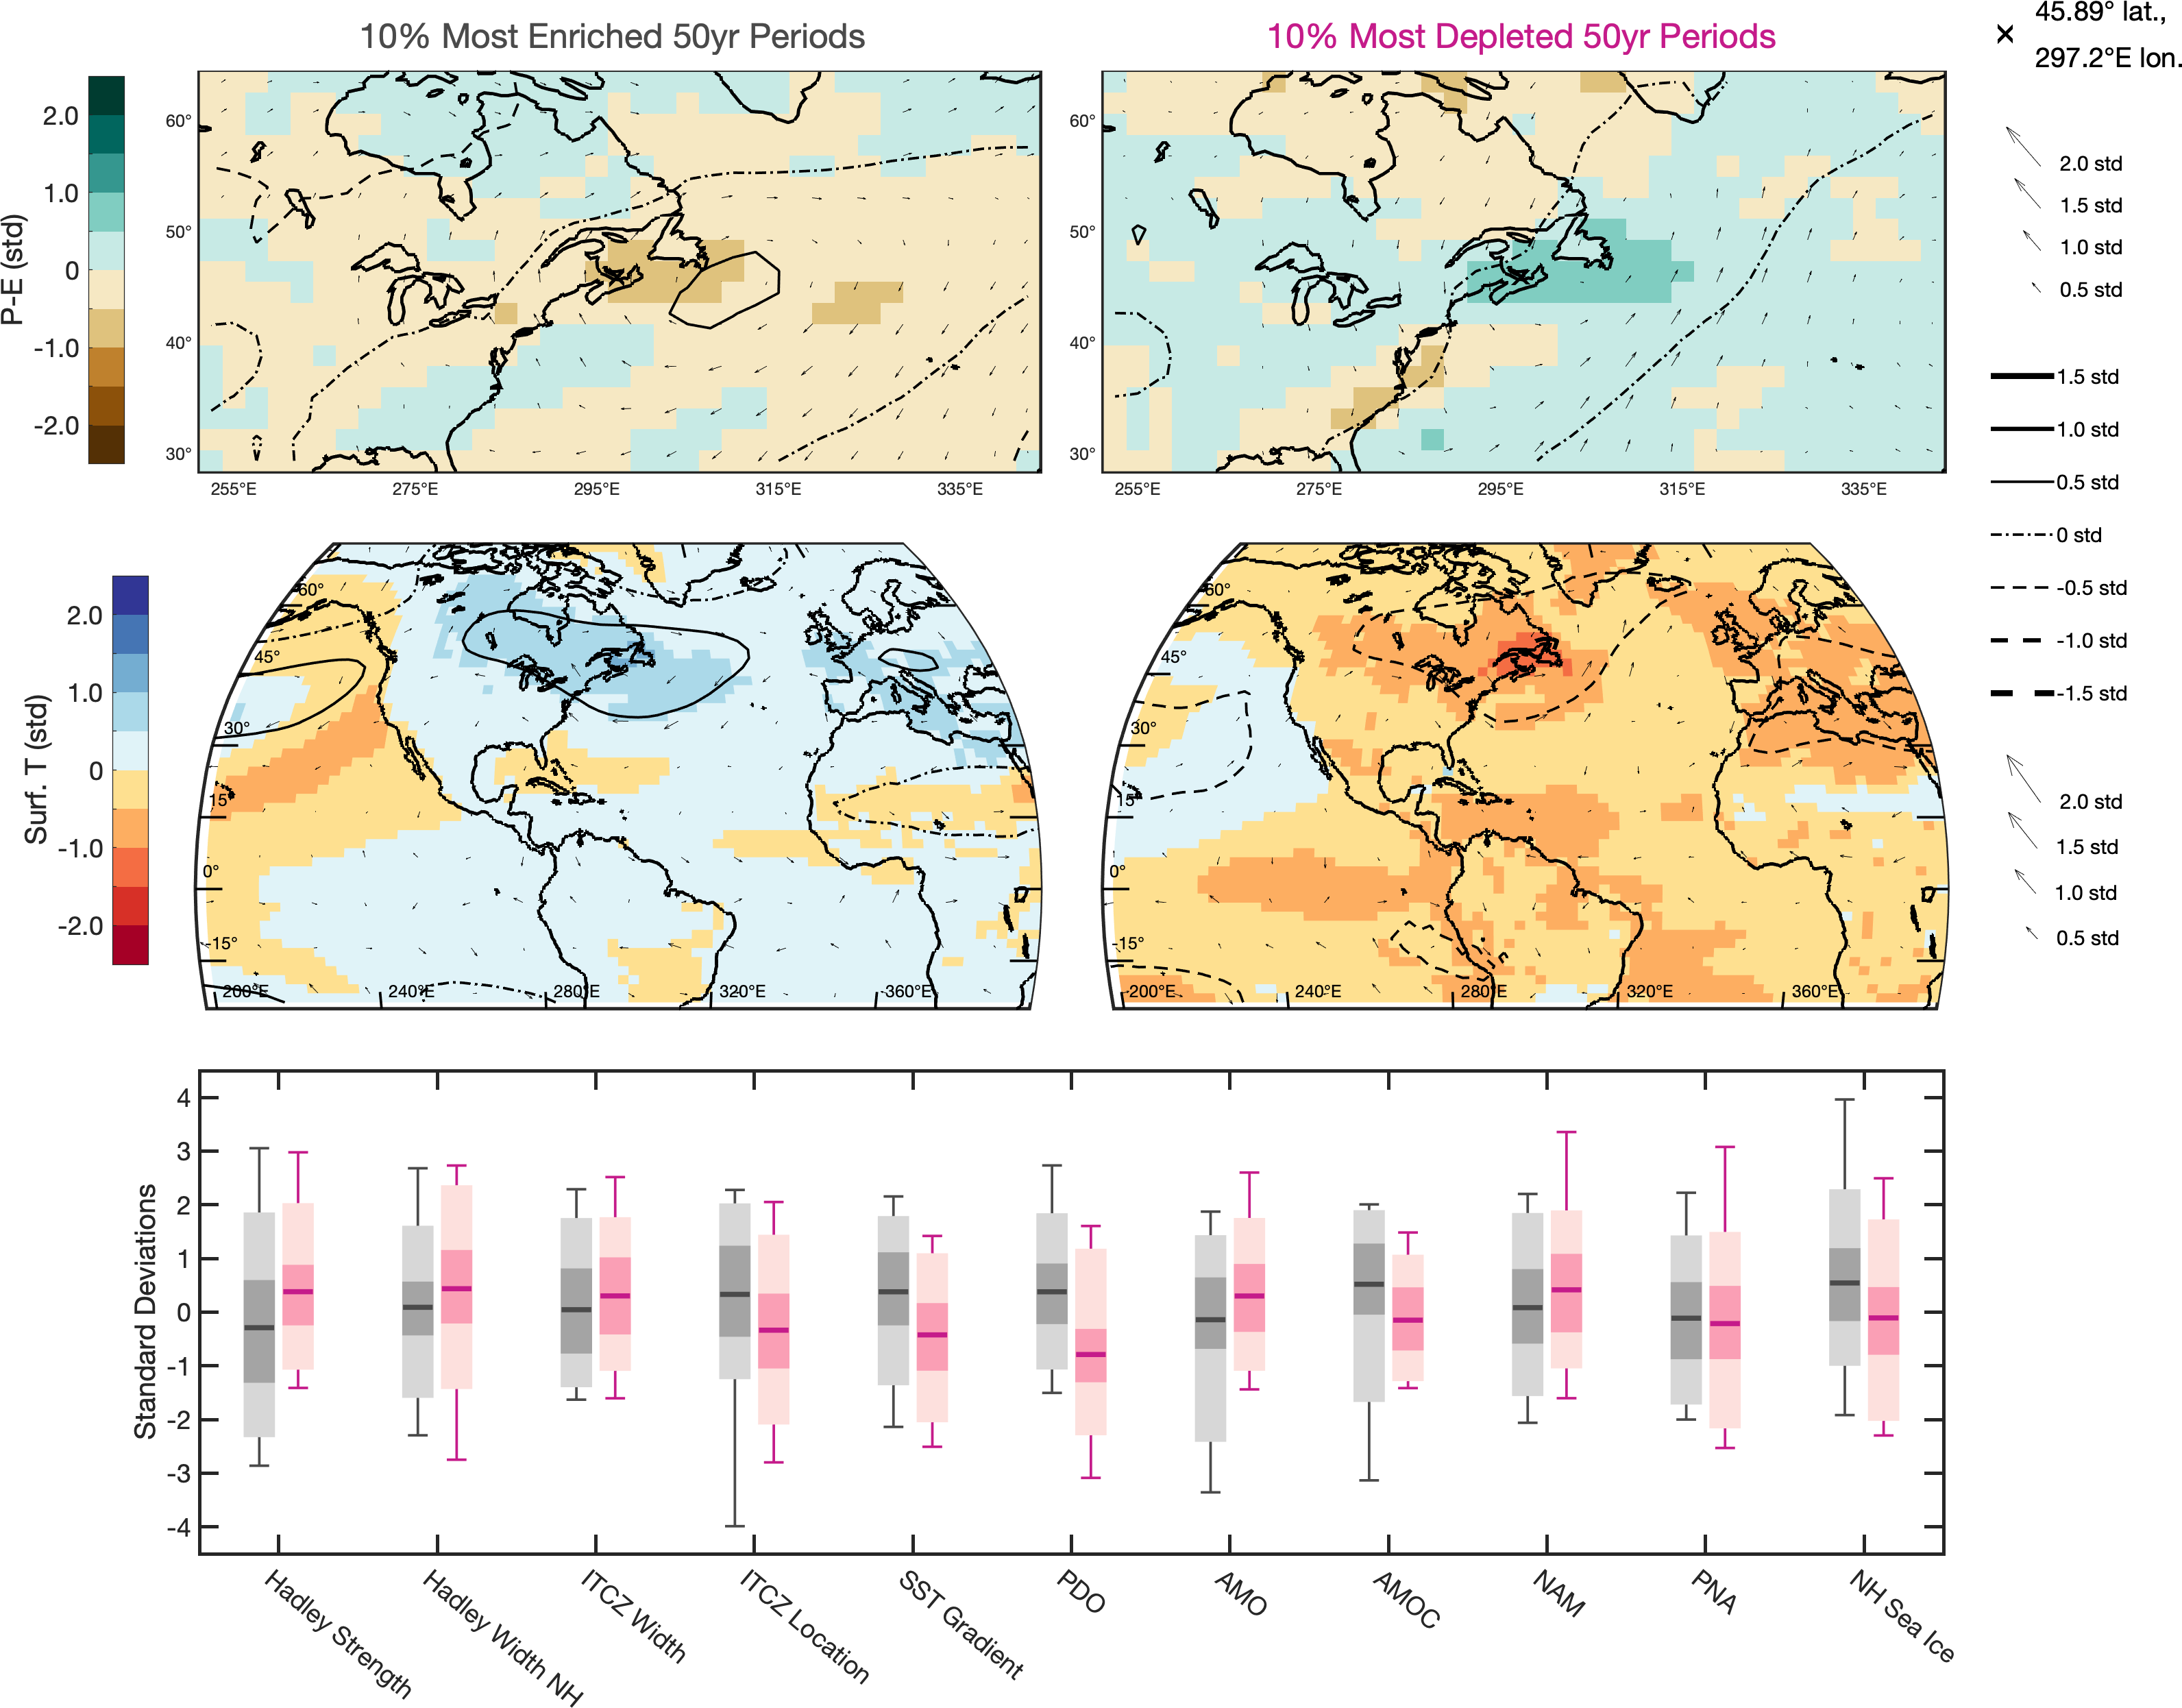 10% Most Enriched 50yr Periods
10% Most Depleted 50yr Periods
45.89° lat.,
297.2°E lon.
P-E (std)
2.0
1.0
0
-1.0
-2.0
60°
50°
40°
30°
255°E
275°E
295°E
315°E
335°E
60°
50°
40°
30°
255°E
275°E
295°E
315°E
335°E
2.0 std
1.5 std
1.0 std
0.5 std
1.5 std
1.0 std
0.5 std
0 std
-0.5 std
-1.0 std
-1.5 std
Surf. T (std)
2.0
1.0
0
-1.0
-2.0
60°
45°
30°
15°
0°
-15°
200°E
240°E
280°E
320°E
360°E
60°
45°
30°
15°
0°
-15°
200°E
240°E
280°E
320°E
360°E
2.0 std
1.5 std
1.0 std
0.5 std
Standard Deviations
4
3
2
1
0
-1
-2
-3
-4
Hadley Strength
Hadley Width NH
ITCZ Width
ITCZ Location
SST Gradient
PDO
AMO
AMOC
NAM
PNA
NH Sea Ice